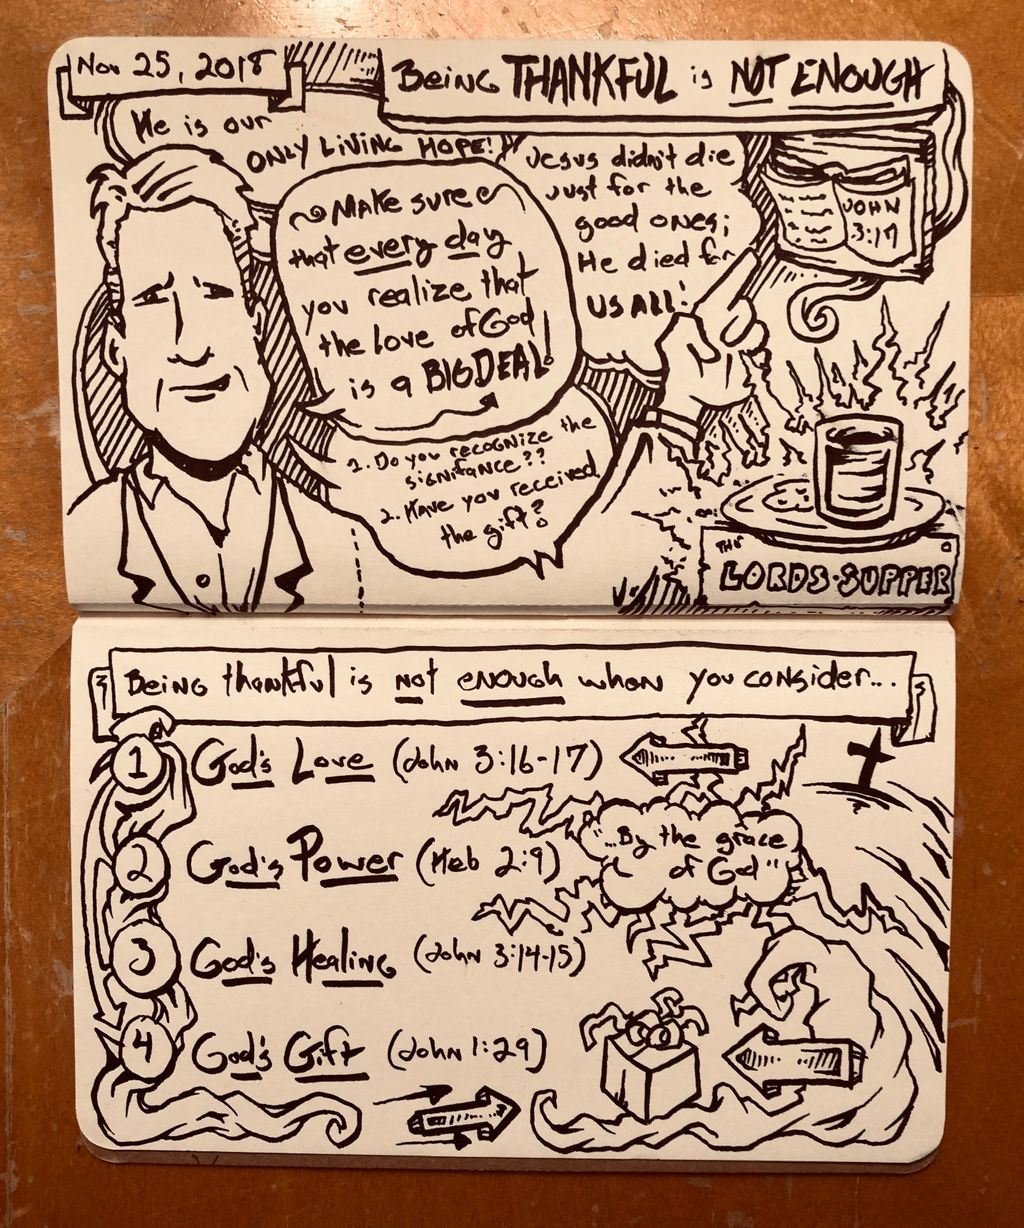 Nov 25, 2018
Being THANKFUL is NOT ENOUGH
He is our
ONLY LIVING HOPE!
Make sure
that every day
you realize that
the love of God
is a BIG DEAL!
Jesus didn't die
just for the
good ones;
He died for
US ALL!
JOHN
3:17
1. Do you recognize the
signifance??
2. Have you received
the gift?
THE
LORDS·SUPPER
Being thankful is not enough when you consider...
1 God's Love (John 3:16-17)
"...By the grace
of God"
2 God's Power (Heb 2:9)
3 God's Healing (John 3:14-15)
4 God's Gift (John 1:29)